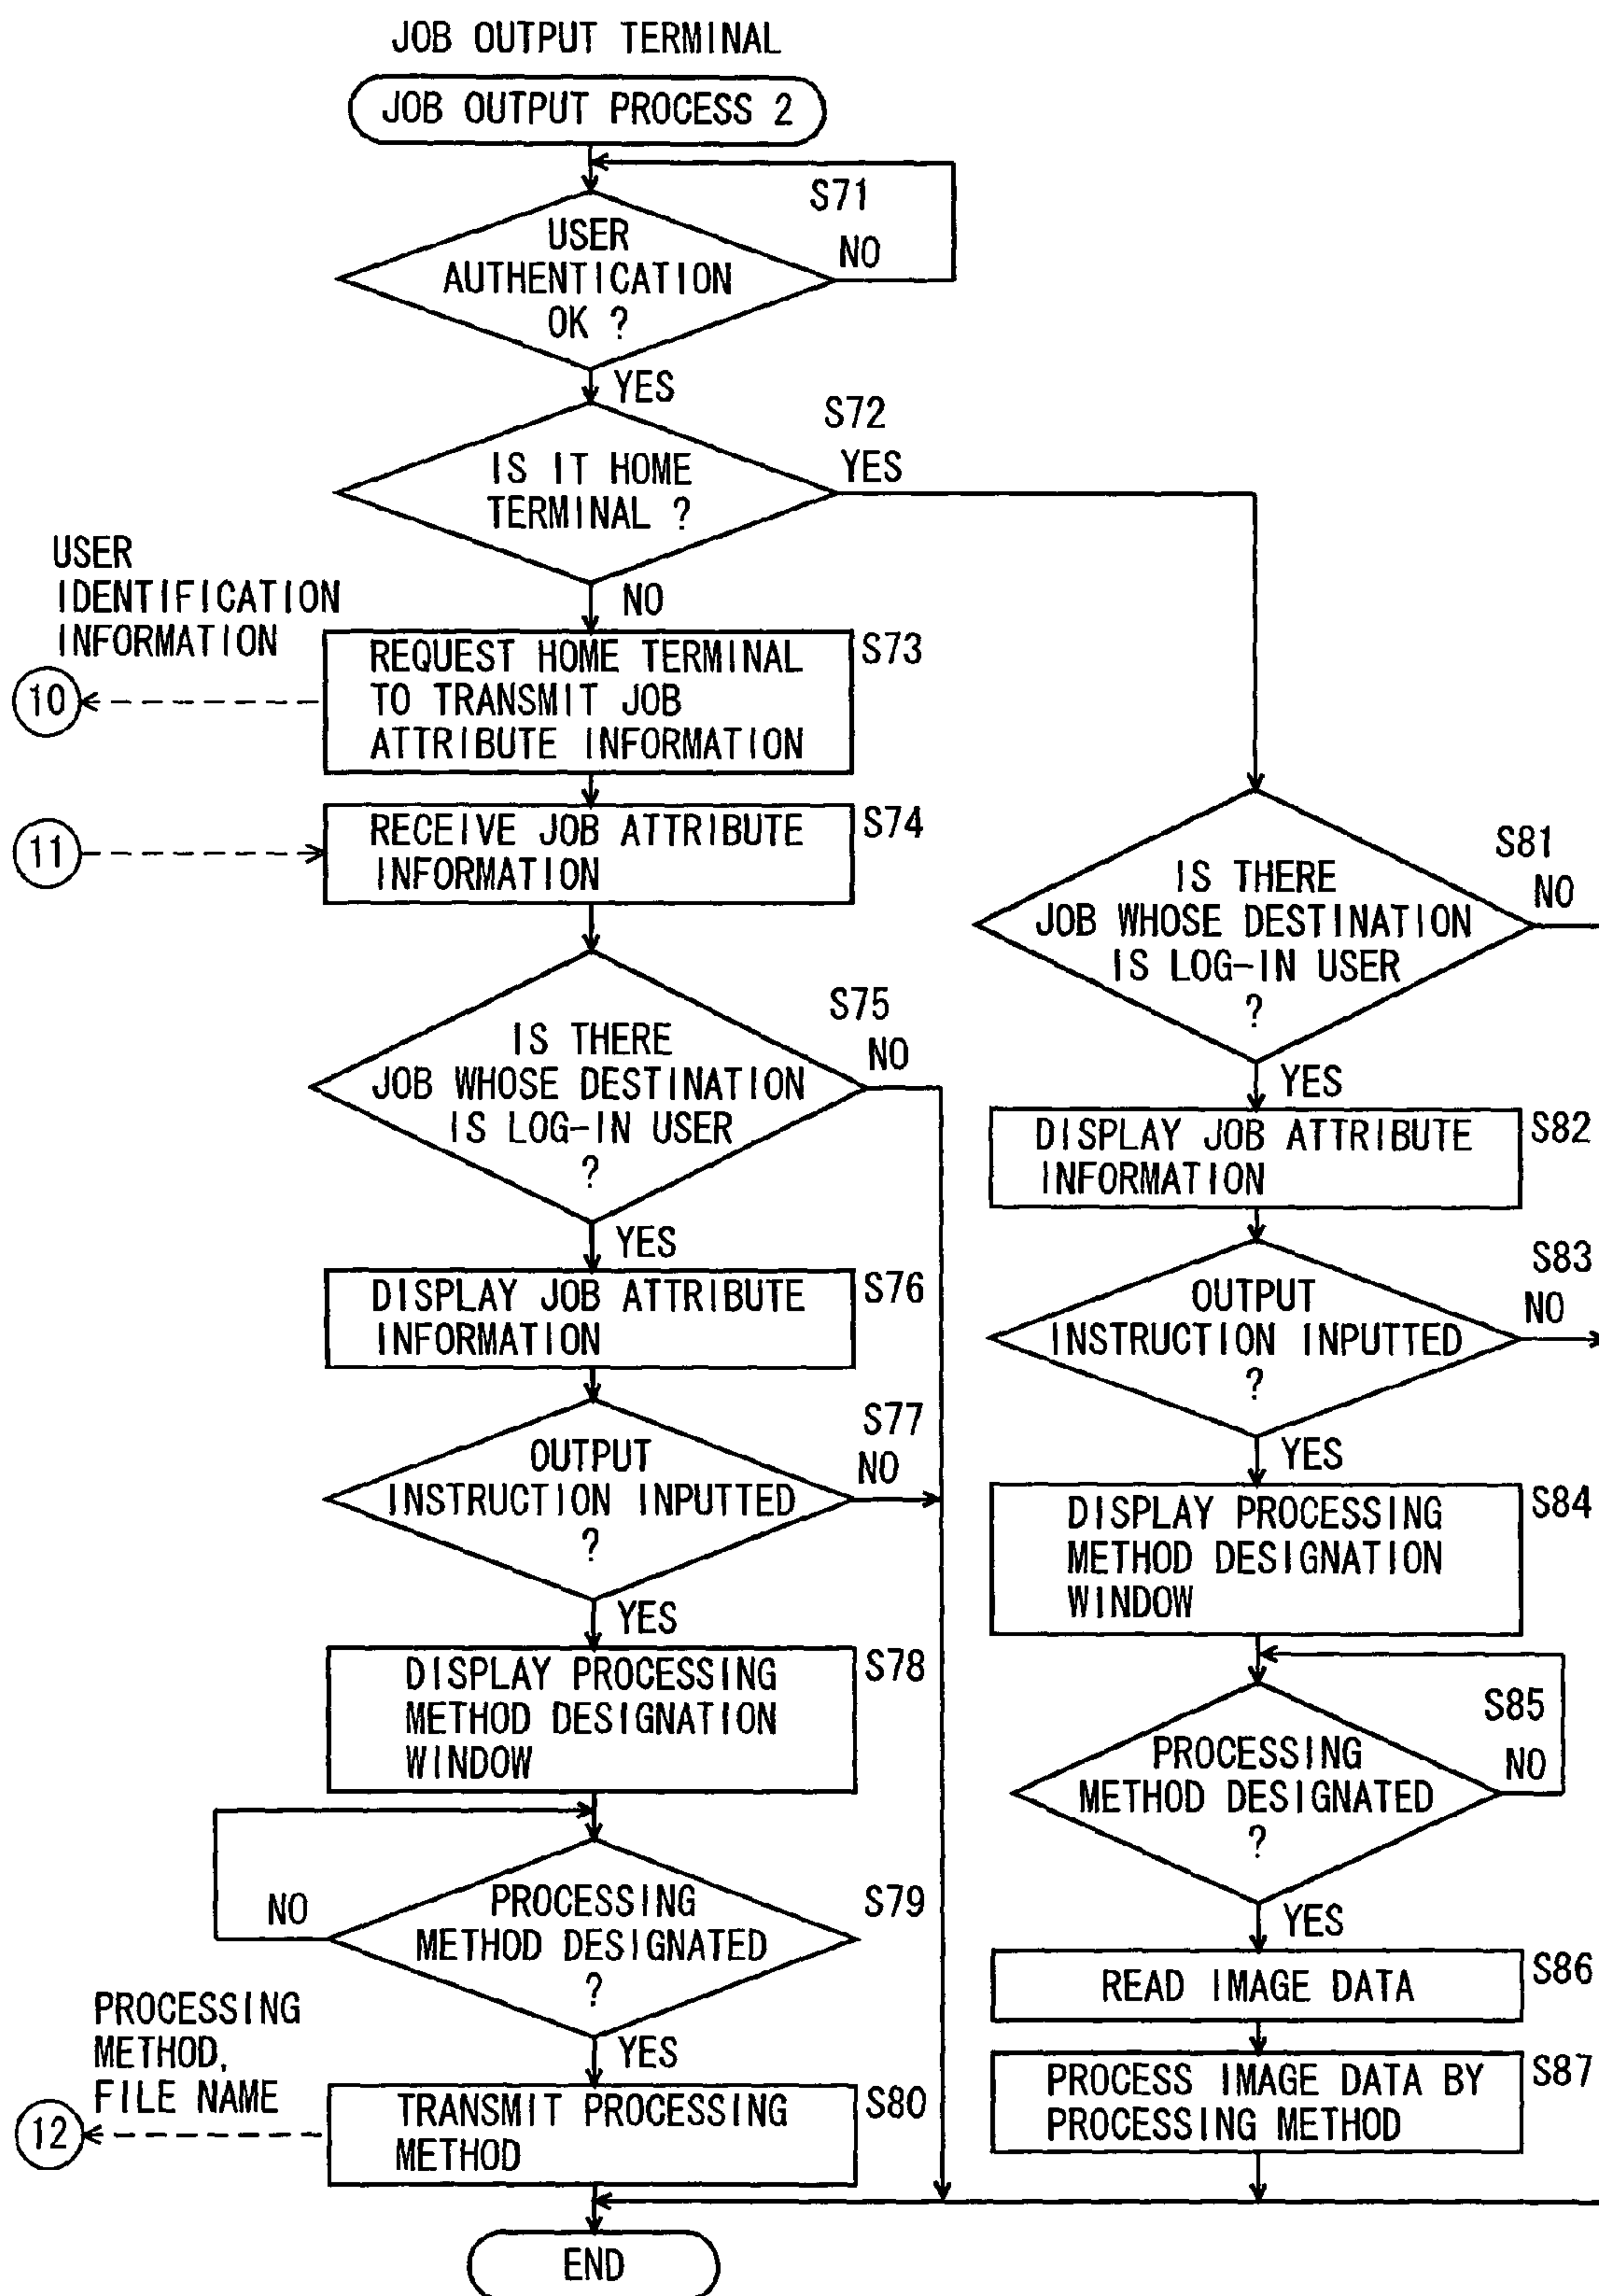 JOB OUTPUT TERMINAL
JOB OUTPUT PROCESS 2
S71
USER
AUTHENTICATION
OK ?
NO
YES
S72
IS IT HOME
TERMINAL ?
YES
NO
USER
IDENTIFICATION
INFORMATION
10
REQUEST HOME TERMINAL
TO TRANSMIT JOB
ATTRIBUTE INFORMATION
S73
11
RECEIVE JOB ATTRIBUTE
INFORMATION
S74
S75
IS THERE
JOB WHOSE DESTINATION
IS LOG-IN USER
?
NO
YES
DISPLAY JOB ATTRIBUTE
INFORMATION
S76
S77
OUTPUT
INSTRUCTION INPUTTED
?
NO
YES
DISPLAY PROCESSING
METHOD DESIGNATION
WINDOW
S78
S79
PROCESSING
METHOD DESIGNATED
?
NO
YES
PROCESSING
METHOD,
FILE NAME
12
TRANSMIT PROCESSING
METHOD
S80
S81
IS THERE
JOB WHOSE DESTINATION
IS LOG-IN USER
?
NO
YES
DISPLAY JOB ATTRIBUTE
INFORMATION
S82
S83
OUTPUT
INSTRUCTION INPUTTED
?
NO
YES
DISPLAY PROCESSING
METHOD DESIGNATION
WINDOW
S84
S85
PROCESSING
METHOD DESIGNATED
?
NO
YES
READ IMAGE DATA
S86
PROCESS IMAGE DATA BY
PROCESSING METHOD
S87
END